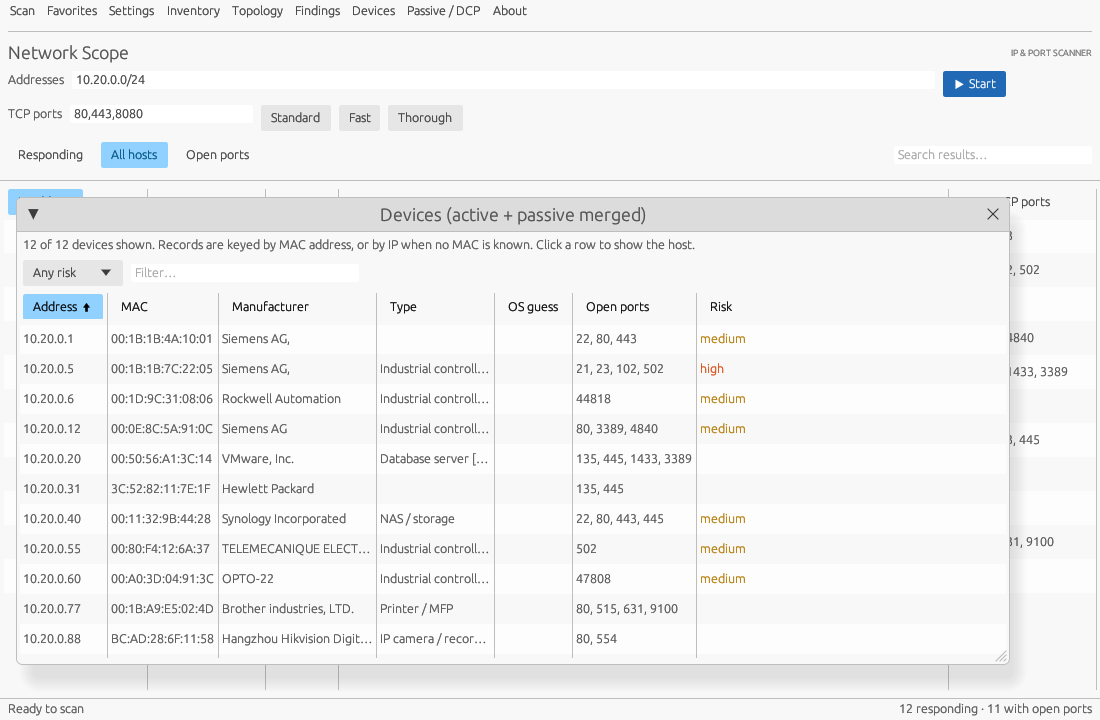 Scan Favorites Settings Inventory Topology Findings Devices Passive / DCP About
Network Scope
IP & PORT SCANNER
Addresses 10.20.0.0/24
▶ Start
TCP ports 80,443,8080 Standard Fast Thorough
Responding All hosts Open ports Search results...
Devices (active + passive merged)
12 of 12 devices shown. Records are keyed by MAC address, or by IP when no MAC is known. Click a row to show the host.
Any risk Filter...
Address MAC Manufacturer Type OS guess Open ports Risk
10.20.0.1 00:1B:1B:4A:10:01 Siemens AG, 22, 80, 443 medium
10.20.0.5 00:1B:1B:7C:22:05 Siemens AG, Industrial controll... 21, 23, 102, 502 high
10.20.0.6 00:1D:9C:31:08:06 Rockwell Automation Industrial controll... 44818 medium
10.20.0.12 00:0E:8C:5A:91:0C Siemens AG Industrial controll... 80, 3389, 4840 medium
10.20.0.20 00:50:56:A1:3C:14 VMware, Inc. Database server [... 135, 445, 1433, 3389
10.20.0.31 3C:52:82:11:7E:1F Hewlett Packard 135, 445
10.20.0.40 00:11:32:9B:44:28 Synology Incorporated NAS / storage 22, 80, 443, 445 medium
10.20.0.55 00:80:F4:12:6A:37 TELEMECANIQUE ELECT... Industrial controll... 502 medium
10.20.0.60 00:A0:3D:04:91:3C OPTO-22 Industrial controll... 47808 medium
10.20.0.77 00:1B:A9:E5:02:4D Brother industries, LTD. Printer / MFP 80, 515, 631, 9100
10.20.0.88 BC:AD:28:6F:11:58 Hangzhou Hikvision Digit... IP camera / recor... 80, 554
ports
502
4840
3389
445
9100
Ready to scan
12 responding · 11 with open ports